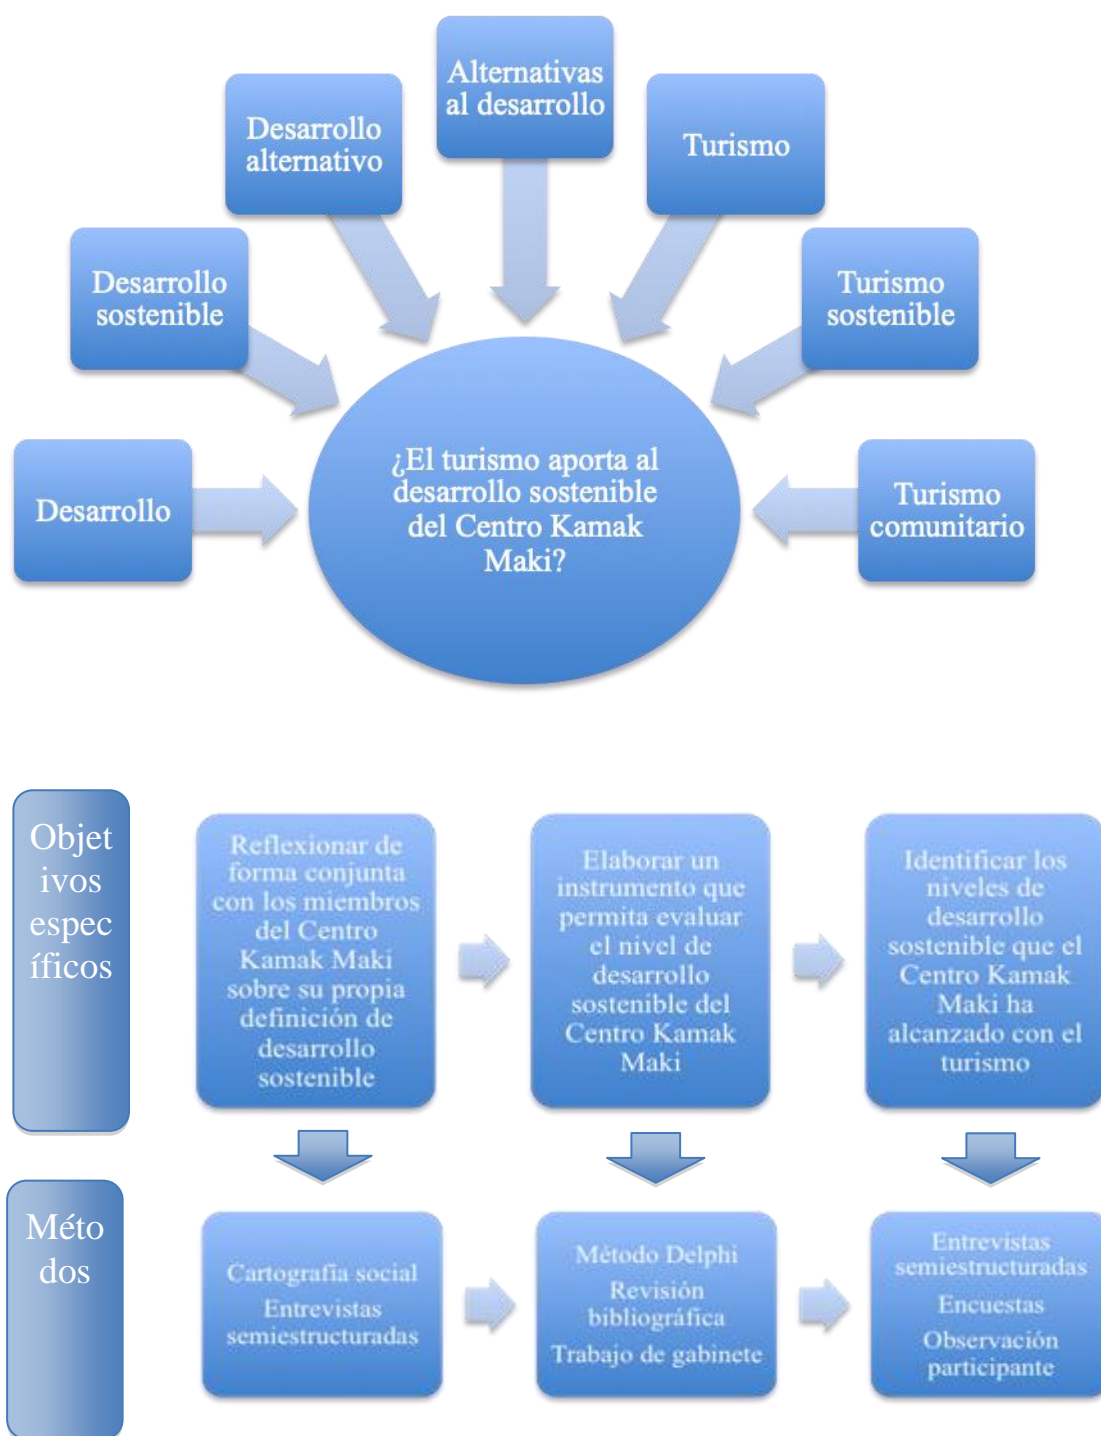 Alternativas
al desarrollo
Desarrollo
alternativo
Turismo
Desarrollo
sostenible
Turismo
sostenible
Desarrollo
¿El turismo aporta al
desarrollo sostenible
del Centro Kamak
Maki?
Turismo
comunitario
Objet
ivos
espec
íficos
Reflexionar de
forma conjunta
con los miembros
del Centro
Kamak Maki
sobre su propia
definición de
desarrollo
sostenible
Elaborar un
instrumento que
permita evaluar
el nivel de
desarrollo
sostenible del
Centro Kamak
Maki
Identificar los
niveles de
desarrollo
sostenible que el
Centro Kamak
Maki ha
alcanzado con el
turismo
Méto
dos
Cartografía social
Entrevistas
semiestructuradas
Método Delphi
Revisión
bibliográfica
Trabajo de gabinete
Entrevistas
semiestructuradas
Encuestas
Observación
participante